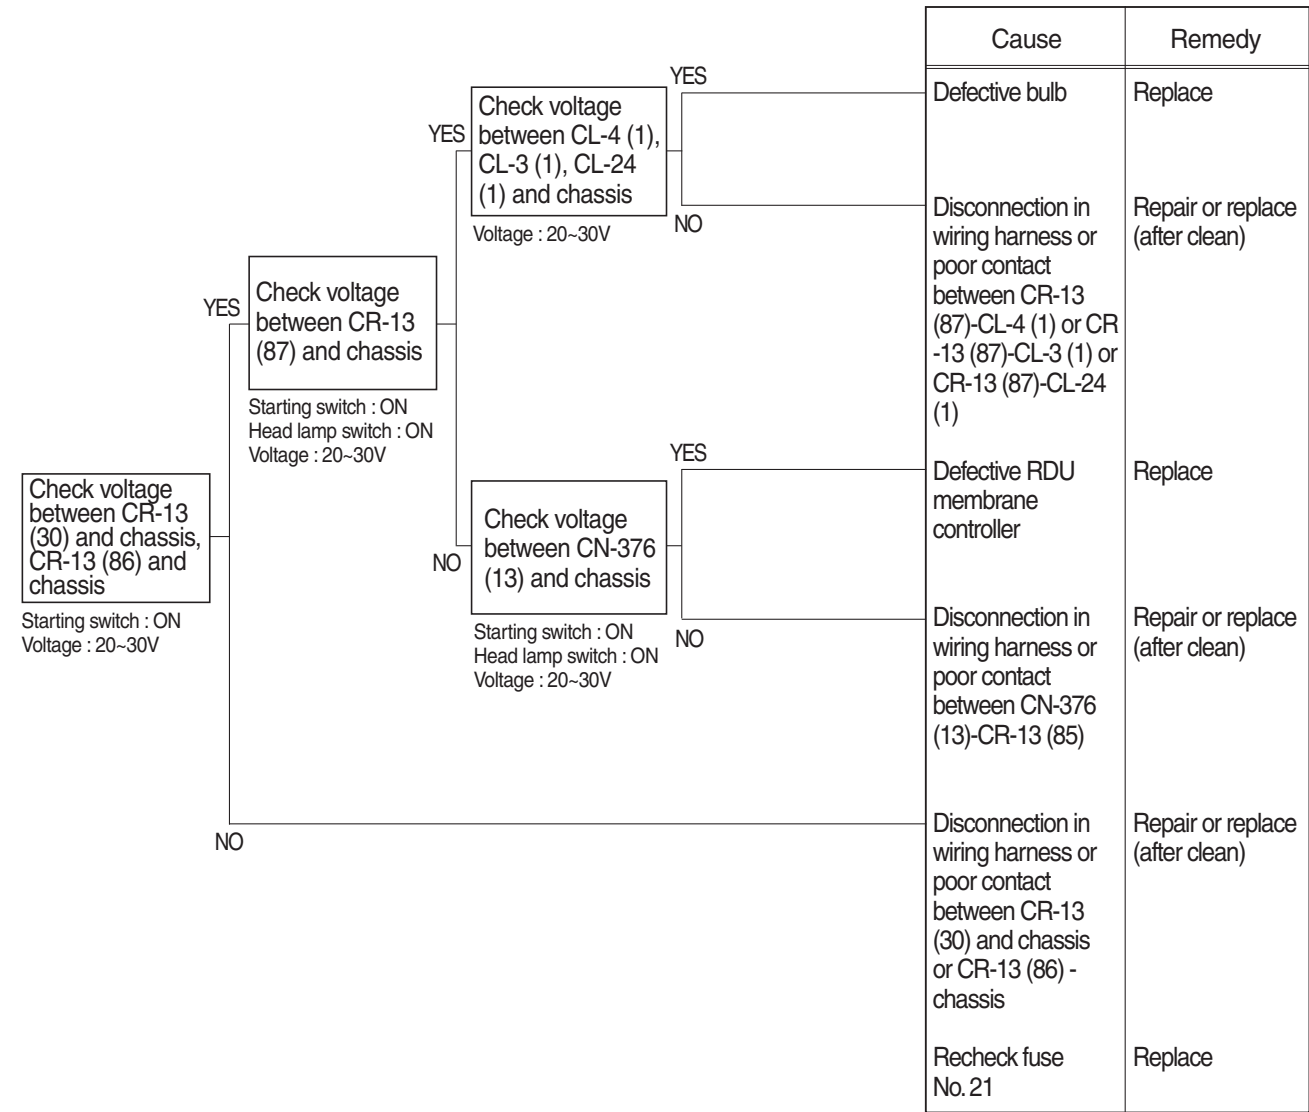 Check voltage
between CR-13
(30) and chassis,
CR-13 (86) and
chassis
Starting switch : ON
Voltage : 20~30V
YES
NO
Check voltage
between CR-13
(87) and chassis
Starting switch : ON
Head lamp switch : ON
Voltage : 20~30V
YES
NO
Check voltage
between CL-4 (1),
CL-3 (1), CL-24
(1) and chassis
Voltage : 20~30V
YES
NO
Check voltage
between CN-376
(13) and chassis
Starting switch : ON
Head lamp switch : ON
Voltage : 20~30V
YES
NO
Cause
Remedy
Defective bulb
Replace
Disconnection in
wiring harness or
poor contact
between CR-13
(87)-CL-4 (1) or CR
-13 (87)-CL-3 (1) or
CR-13 (87)-CL-24
(1)
Repair or replace
(after clean)
Defective RDU
membrane
controller
Replace
Disconnection in
wiring harness or
poor contact
between CN-376
(13)-CR-13 (85)
Repair or replace
(after clean)
Disconnection in
wiring harness or
poor contact
between CR-13
(30) and chassis
or CR-13 (86) -
chassis
Repair or replace
(after clean)
Recheck fuse
No. 21
Replace